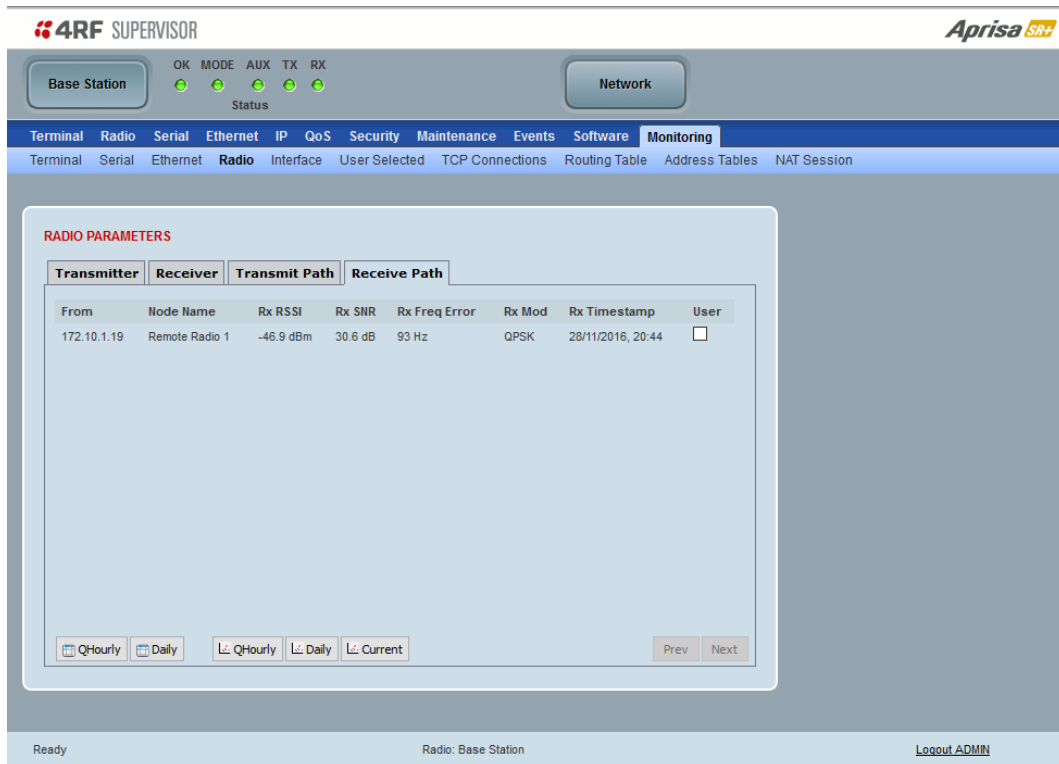 4RF SUPERVISOR
Aprisa SR+
Base Station
OK MODE AUX TX RX
Status
Network
Terminal Radio Serial Ethernet IP QoS Security Maintenance Events Software Monitoring
Terminal Serial Ethernet Radio Interface User Selected TCP Connections Routing Table Address Tables NAT Session
RADIO PARAMETERS
Transmitter Receiver Transmit Path Receive Path
From Node Name Rx RSSI Rx SNR Rx Freq Error Rx Mod Rx Timestamp User
172.10.1.19 Remote Radio 1 -46.9 dBm 30.6 dB 93 Hz QPSK 28/11/2016, 20:44
QHourly Daily QHourly Daily Current Prev Next
Ready Radio: Base Station Logout ADMIN